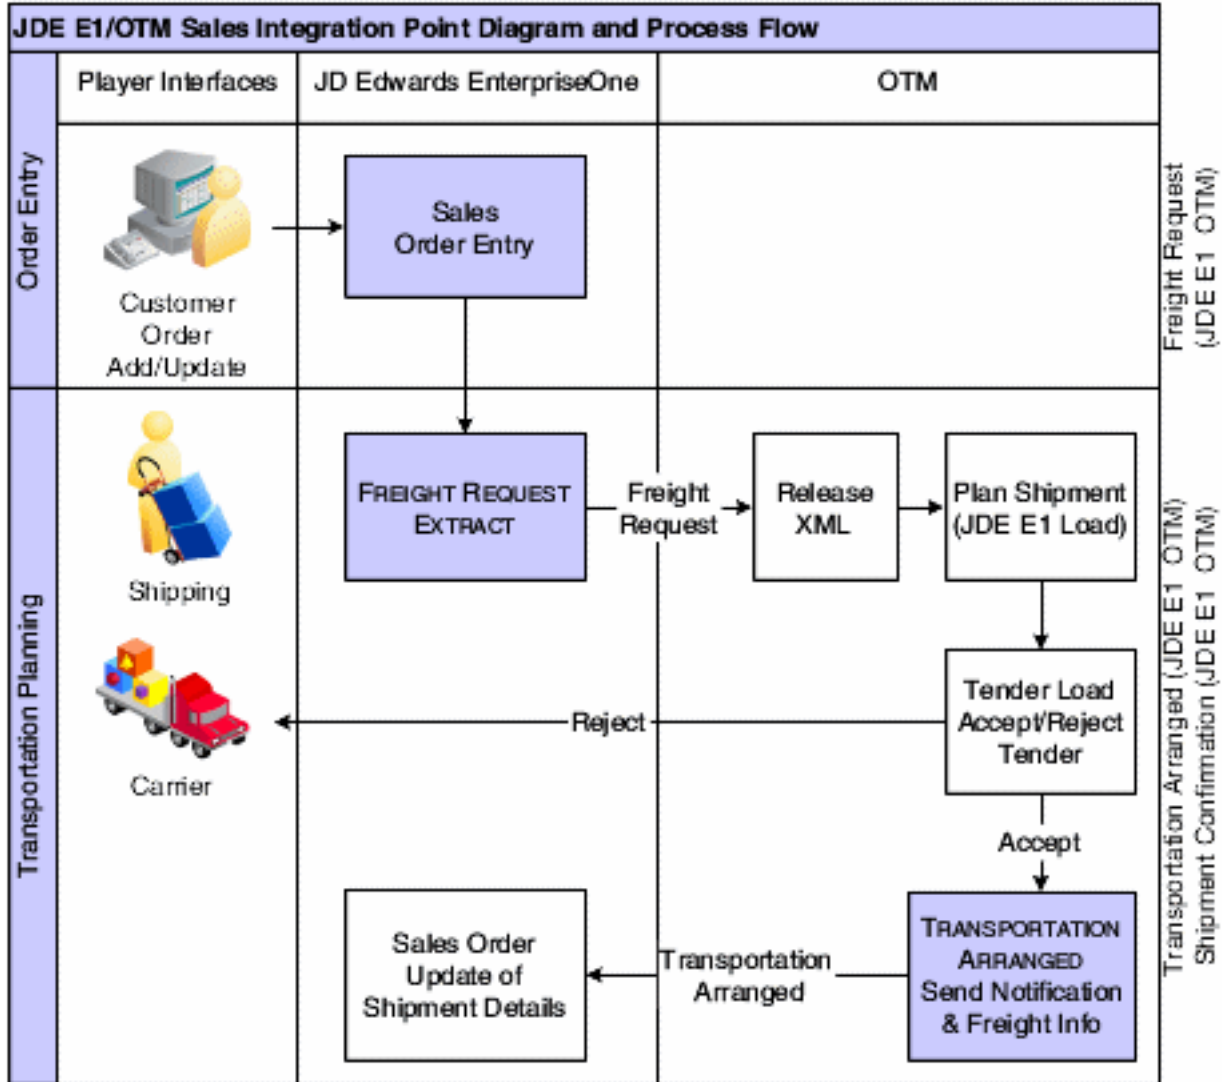 JDE E1/OTM Sales Integration Point Diagram and Process Flow
Player Interfaces
JD Edwards EnterpriseOne
OTM
Order Entry
Customer
Order
Add/Update
Sales
Order Entry
Freight Request
(JDE E1 OTM)
Transportation Planning
Shipping
Carrier
FREIGHT REQUEST
EXTRACT
Freight
Request
Release
XML
Plan Shipment
(JDE E1 Load)
Tender Load
Accept/Reject
Tender
Reject
Accept
TRANSPORTATION
ARRANGED
Send Notification
& Freight Info
Transportation
Arranged
Sales Order
Update of
Shipment Details
Transportation Arranged (JDE E1 OTM)
Shipment Confirmation (JDE E1 OTM)